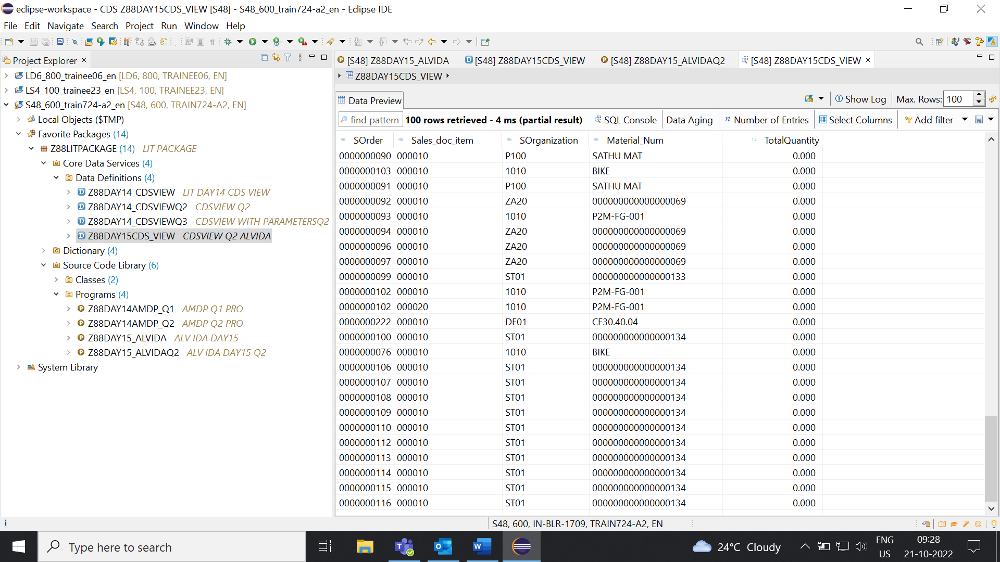 eclipse-workspace - CDS Z88DAY15CDS_VIEW [S48] - S48_600_train724-a2_en - Eclipse IDE
File Edit Navigate Search Project Run Window Help
Project Explorer
LD6_800_trainee06_en [LD6, 800, TRAINEE06, EN]
LS4_100_trainee23_en [LS4, 100, TRAINEE23, EN]
S48_600_train724-a2_en [S48, 600, TRAIN724-A2, EN]
Local Objects ($TMP)
Favorite Packages (14)
Z88LITPACKAGE (14) LIT PACKAGE
Core Data Services (4)
Data Definitions (4)
Z88DAY14_CDSVIEW LIT DAY14 CDS VIEW
Z88DAY14_CDSVIEWQ2 CDSVIEW Q2
Z88DAY14_CDSVIEWQ3 CDSVIEW WITH PARAMETERSQ2
Z88DAY15CDS_VIEW CDSVIEW Q2 ALVIDA
Dictionary (4)
Source Code Library (6)
Classes (2)
Programs (4)
Z88DAY14AMDP_Q1 AMDP Q1 PRO
Z88DAY14AMDP_Q2 AMDP Q2 PRO
Z88DAY15_ALVIDA ALV IDA DAY15
Z88DAY15_ALVIDAQ2 ALV IDA DAY15 Q2
System Library
[S48] Z88DAY15_ALVIDA [S48] Z88DAY15CDS_VIEW [S48] Z88DAY15_ALVIDAQ2 [S48] Z88DAY15CDS_VIEW
Z88DAY15CDS_VIEW
Data Preview Show Log Max. Rows: 100
find pattern 100 rows retrieved - 4 ms (partial result) SQL Console Data Aging Number of Entries Select Columns Add filter
SOrder Sales_doc_item SOrganization Material_Num TotalQuantity
0000000090 000010 P100 SATHU MAT 0.000
0000000103 000010 1010 BIKE 0.000
0000000091 000010 P100 SATHU MAT 0.000
0000000092 000010 ZA20 000000000000000069 0.000
0000000093 000010 1010 P2M-FG-001 0.000
0000000094 000010 ZA20 000000000000000069 0.000
0000000096 000010 ZA20 000000000000000069 0.000
0000000097 000010 ZA20 000000000000000069 0.000
0000000099 000010 ST01 000000000000000133 0.000
0000000102 000010 1010 P2M-FG-001 0.000
0000000102 000020 1010 P2M-FG-001 0.000
0000000222 000010 DE01 CF30.40.04 0.000
0000000100 000010 ST01 000000000000000134 0.000
0000000076 000010 1010 BIKE 0.000
0000000106 000010 ST01 000000000000000134 0.000
0000000107 000010 ST01 000000000000000134 0.000
0000000108 000010 ST01 000000000000000134 0.000
0000000109 000010 ST01 000000000000000134 0.000
0000000110 000010 ST01 000000000000000134 0.000
0000000112 000010 ST01 000000000000000134 0.000
0000000113 000010 ST01 000000000000000134 0.000
0000000114 000010 ST01 000000000000000134 0.000
0000000115 000010 ST01 000000000000000134 0.000
0000000116 000010 ST01 000000000000000134 0.000
S48, 600, IN-BLR-1709, TRAIN724-A2, EN
Type here to search
24°C Cloudy
ENG
US
09:28
21-10-2022